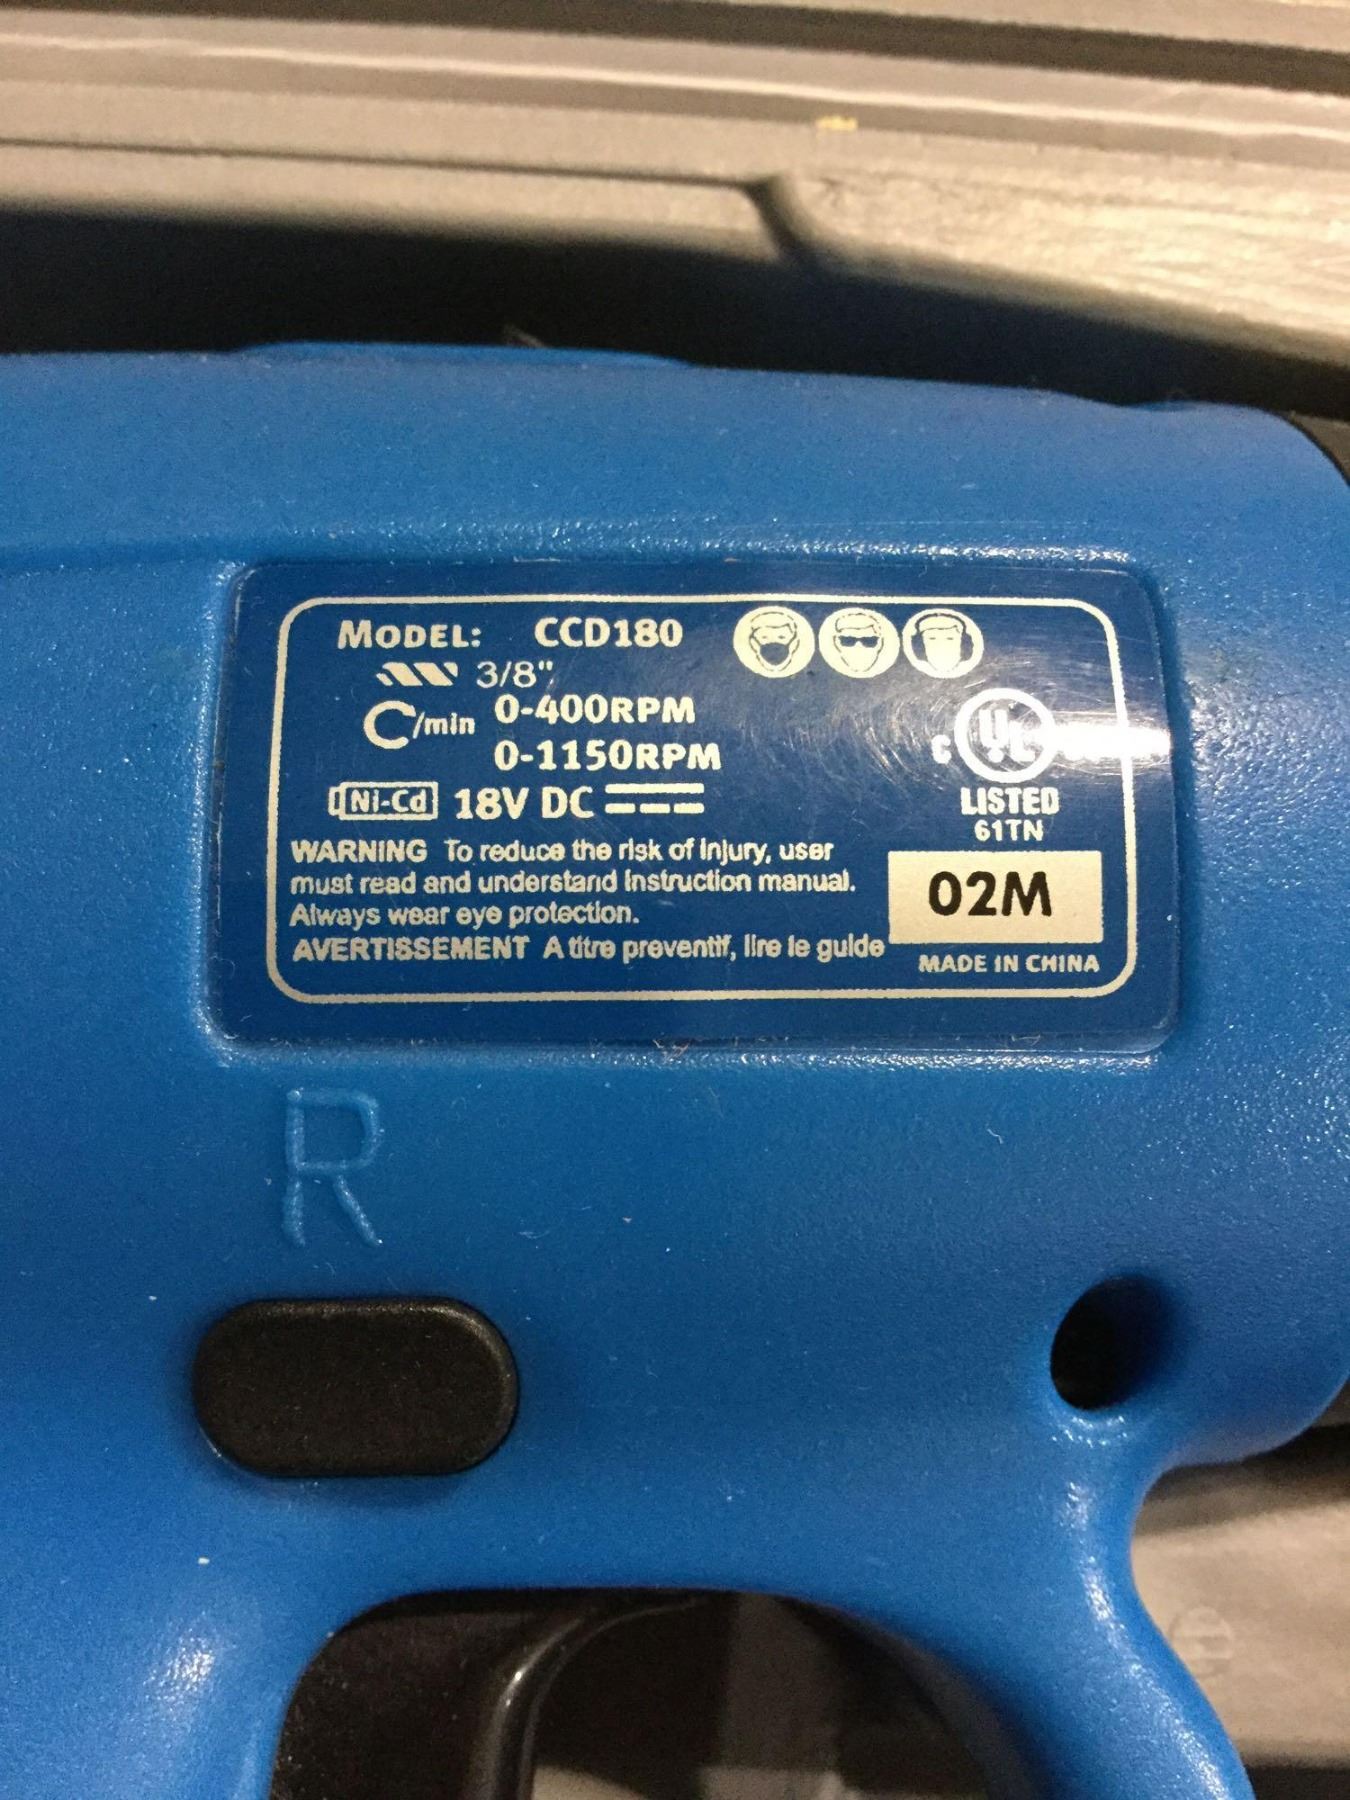 MODEL: CCD180
3/8"
C/min 0-400RPM
0-1150RPM
Ni-Cd 18V DC
C UL
LISTED
61TN
WARNING To reduce the risk of injury, user
must read and understand instruction manual.
Always wear eye protection.
AVERTISSEMENT A titre preventif, lire le guide
02M
MADE IN CHINA
R